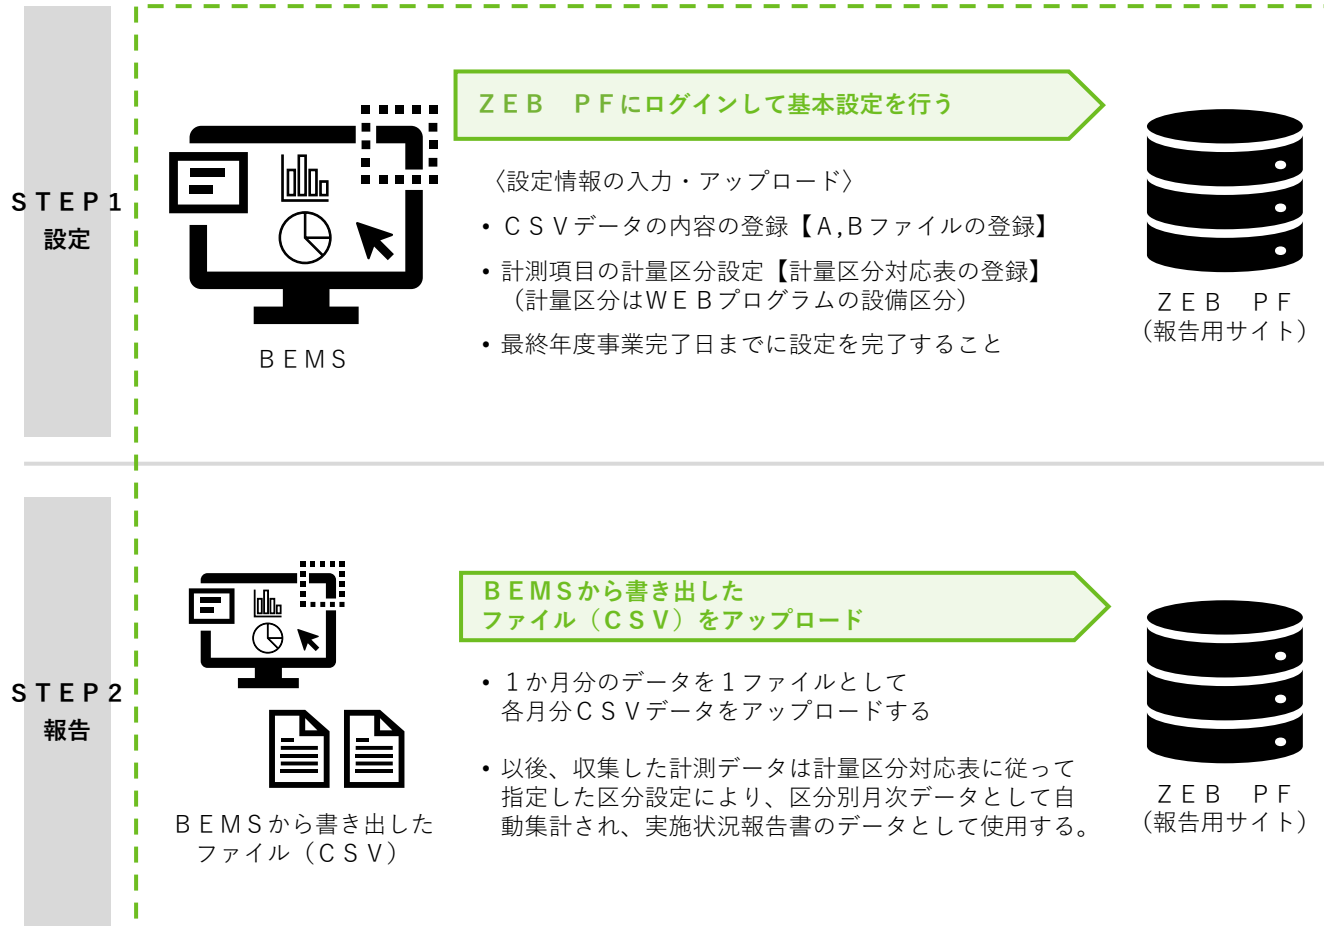 ＳＴＥＰ１
設定
ＢＥＭＳ
ＺＥＢ　ＰＦにログインして基本設定を行う
〈設定情報の入力・アップロード〉
• ＣＳＶデータの内容の登録【Ａ,Ｂファイルの登録】
• 計測項目の計量区分設定【計量区分対応表の登録】
（計量区分はＷＥＢプログラムの設備区分）
• 最終年度事業完了日までに設定を完了すること
ＺＥＢ　ＰＦ
（報告用サイト）
ＳＴＥＰ２
報告
ＢＥＭＳから書き出した
ファイル（ＣＳＶ）
ＢＥＭＳから書き出した
ファイル（ＣＳＶ）をアップロード
• １か月分のデータを１ファイルとして
各月分ＣＳＶデータをアップロードする
• 以後、収集した計測データは計量区分対応表に従って
指定した区分設定により、区分別月次データとして自
動集計され、実施状況報告書のデータとして使用する。
ＺＥＢ　ＰＦ
（報告用サイト）